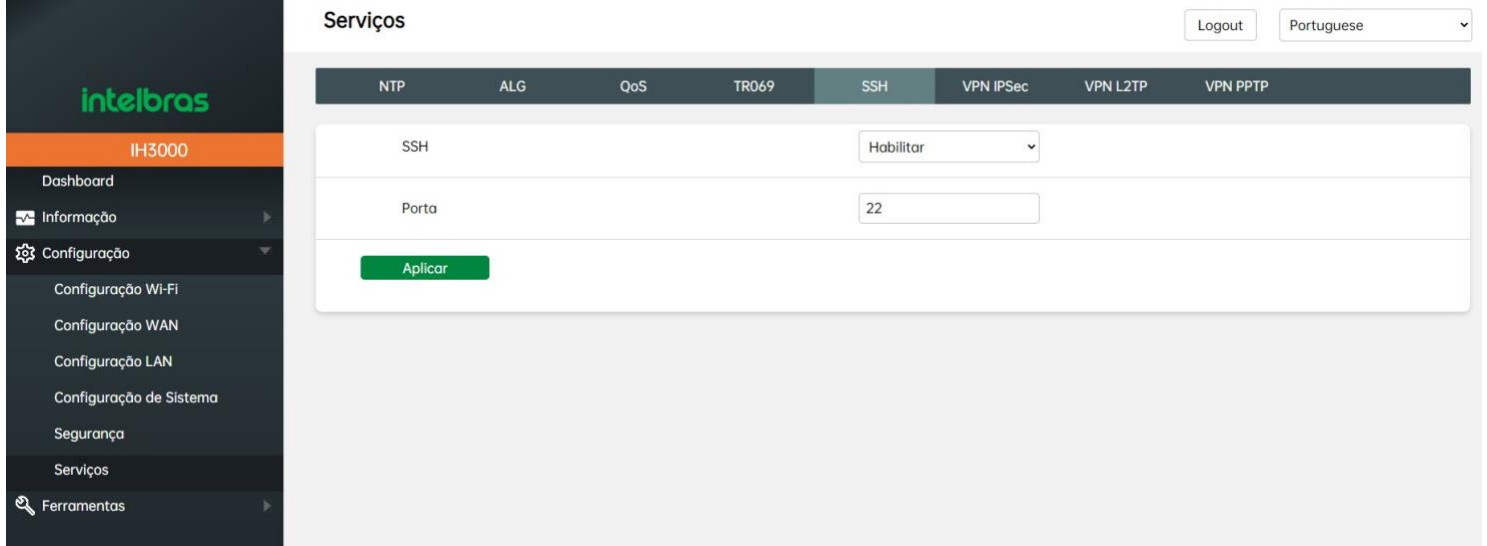 Serviços
Logout
Portuguese
intelbras
IH3000
Dashboard
Informação
Configuração
Configuração Wi-Fi
Configuração WAN
Configuração LAN
Configuração de Sistema
Segurança
Serviços
Ferramentas
NTP ALG QoS TR069 SSH VPN IPSec VPN L2TP VPN PPTP
SSH Habilitar
Porta 22
Aplicar